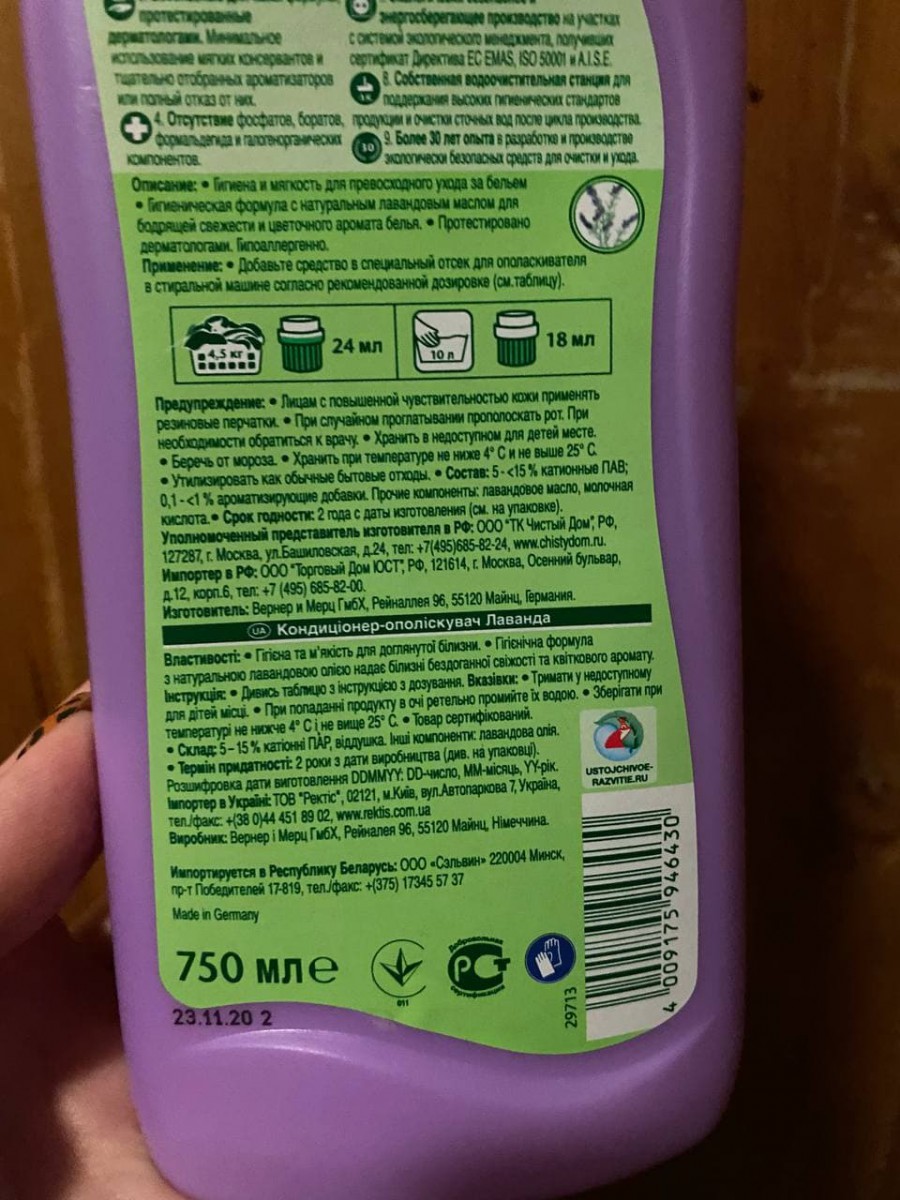 протестированные
дерматологами. Минимальное
использование мягких консервантов и
тщательно отобранных ароматизаторов
или полный отказ от них.
4. Отсутствие фосфатов, боратов,
формальдегида и галогенорганических
компонентов.
энергосберегающее производство на участках
с системой экологического менеджмента, получивших
сертификат Директива ЕС EMAS, ISO 50001 и A.I.S.E.
8. Собственная водоочистительная станция для
поддержания высоких гигиенических стандартов
продукции и очистки сточных вод после цикла производства.
30
9. Более 30 лет опыта в разработке и производстве
экологически безопасных средств для очистки и ухода.
Описание: • Гигиена и мягкость для превосходного ухода за бельем
• Гигиеническая формула с натуральным лавандовым маслом для
бодрящей свежести и цветочного аромата белья. • Протестировано
дерматологами. Гипоаллергенно.
Применение: • Добавьте средство в специальный отсек для ополаскивателя
в стиральной машине согласно рекомендованной дозировке (см.таблицу).
4,5 кг 24 мл 10 л 18 мл
Предупреждение: • Лицам с повышенной чувствительностью кожи применять
резиновые перчатки. • При случайном проглатывании прополоскать рот. При
необходимости обратиться к врачу. • Хранить в недоступном для детей месте.
• Беречь от мороза. • Хранить при температуре не ниже 4° С и не выше 25° С.
• Утилизировать как обычные бытовые отходы. • Состав: 5 - <15 % катионные ПАВ;
0,1 - <1 % ароматизирующие добавки. Прочие компоненты: лавандовое масло, молочная
кислота. • Срок годности: 2 года с даты изготовления (см. на упаковке).
Уполномоченный представитель изготовителя в РФ: ООО "ТК Чистый Дом", РФ,
127287, г. Москва, ул.Башиловская, д.24, тел: +7(495)685-82-24, www.chistydom.ru.
Импортер в РФ: ООО "Торговый Дом ЮСТ", РФ, 121614, г. Москва, Осенний бульвар,
д.12, корп.6, тел: +7 (495) 685-82-00.
Изготовитель: Вернер и Мерц ГмбХ, Рейналлея 96, 55120 Майнц, Германия.
UA Кондиціонер-ополіскувач Лаванда
Властивості: • Гігієна та м'якість для доглянутої білизни. • Гігієнічна формула
з натуральною лавандовою олією надає білизні бездоганної свіжості та квіткового аромату.
Інструкція: • Дивись таблицю з інструкцією з дозування. Вказівки: • Тримати у недоступному
для дітей місці. • При попаданні продукту в очі ретельно промийте їх водою. • Зберігати при
температурі не нижче 4° С і не вище 25° С. • Товар сертифікований.
• Склад: 5 – 15 % катіонні ПАР, віддушка. Інші компоненти: лавандова олія.
• Термін придатності: 2 роки з дати виробництва (див. на упаковці).
Розшифровка дати виготовлення DDMMYY: DD-число, ММ-місяць, YY-рік.
Імпортер в Україні: ТОВ "Ректіс", 02121, м.Київ, вул.Автопаркова 7, Україна,
тел./факс: +(38 0)44 451 89 02, www.rektis.com.ua
Виробник: Вернер і Мерц ГмбХ, Рейналея 96, 55120 Майнц, Німеччина.
USTOJCHIVOE-
RAZVITIE.RU
Импортируется в Республику Беларусь: ООО «Сэльвин» 220004 Минск,
пр-т Победителей 17-819, тел./факс: +(375) 17345 57 37
Made in Germany
750 мл℮
011
Добровольная
РСТ
сертификация
29713
4 009175 946430
23.11.20 2